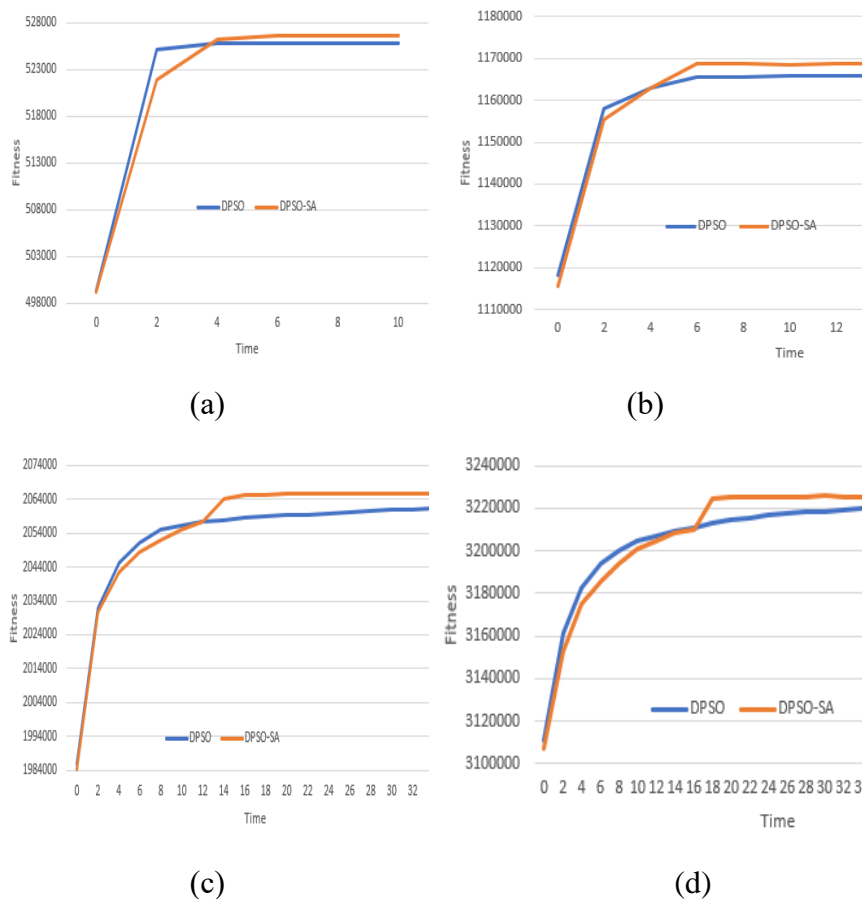 528000
523000
518000
513000
508000
503000
498000
Fitness
DPSO DPSO-SA
0 2 4 6 8 10
Time
(a)
1180000
1170000
1160000
1150000
1140000
1130000
1120000
1110000
Fitness
DPSO DPSO-SA
0 2 4 6 8 10 12
Time
(b)
2074000
2064000
2054000
2044000
2034000
2024000
2014000
2004000
1994000
1984000
Fitness
DPSO DPSO-SA
0 2 4 6 8 10 12 14 16 18 20 22 24 26 28 30 32
Time
(c)
3240000
3220000
3200000
3180000
3160000
3140000
3120000
3100000
Fitness
DPSO DPSO-SA
0 2 4 6 8 10 12 14 16 18 20 22 24 26 28 30 32 3
Time
(d)